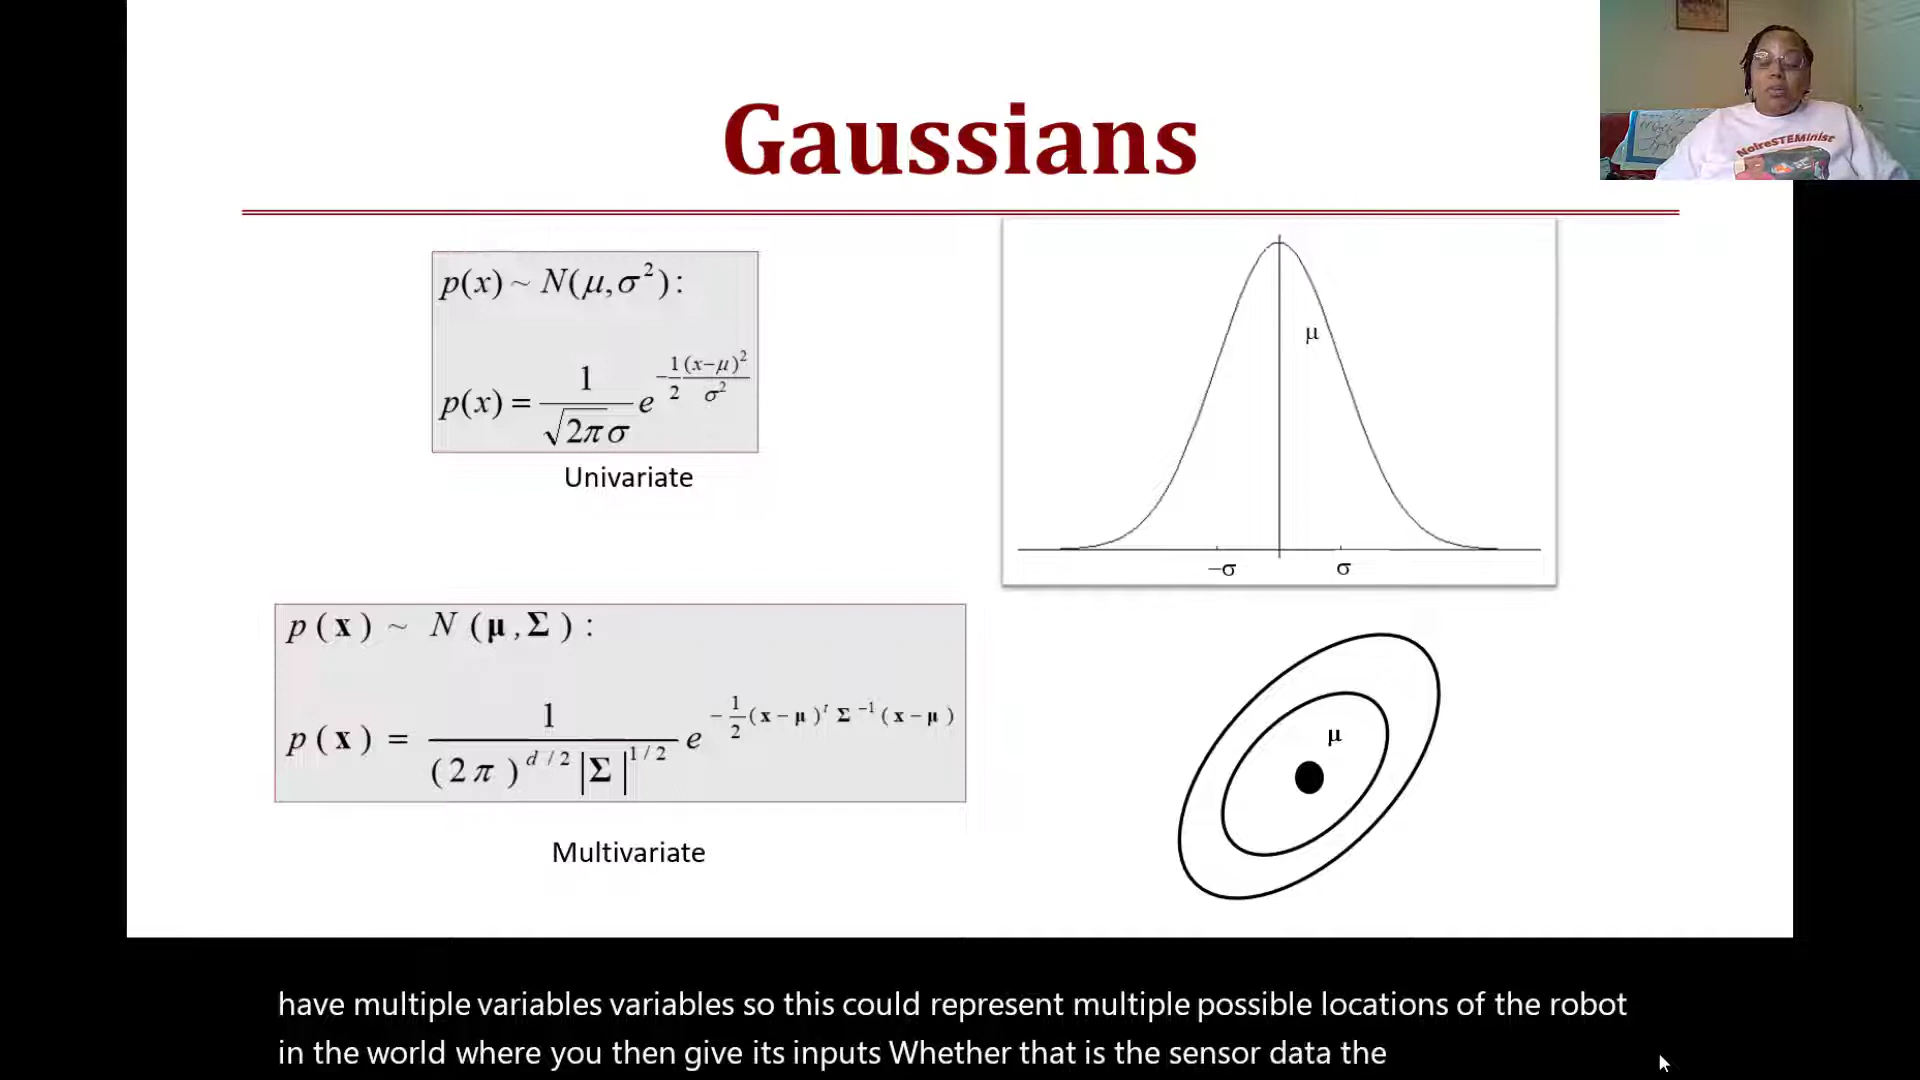 Gaussians
NoireSTEMinist
p(x) ~ N(μ,σ²):
p(x) = 1/(√2π σ) e^(-1/2 (x-μ)²/σ²)
Univariate
μ
-σ σ
p(x) ~ N(μ,Σ):
p(x) = 1/((2π)^(d/2) |Σ|^(1/2)) e^(-1/2 (x-μ)^t Σ^(-1) (x-μ))
Multivariate
μ
have multiple variables variables so this could represent multiple possible locations of the robot
in the world where you then give its inputs Whether that is the sensor data the